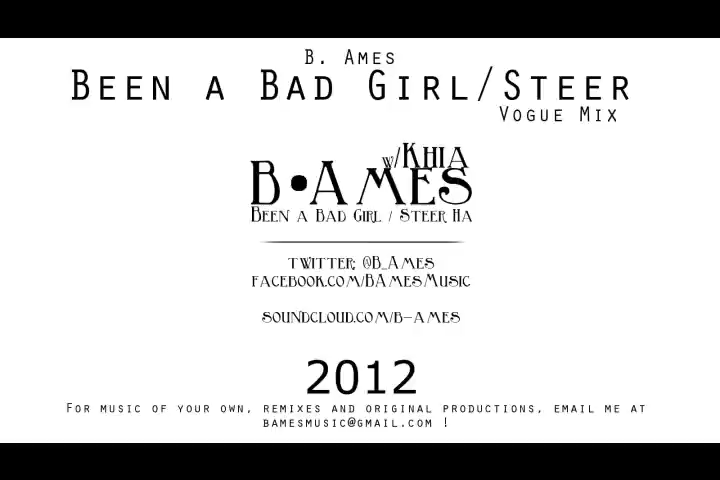 B. Ames
Been a Bad Girl/Steer
Vogue Mix
w/Khia
B•Ames
Been a Bad Girl / Steer Ha
Twitter: @B_Ames
facebook.com/BAmesMusic
soundcloud.com/b-ames
2012
For music of your own, remixes and original productions, email me at
bamesmusic@gmail.com !